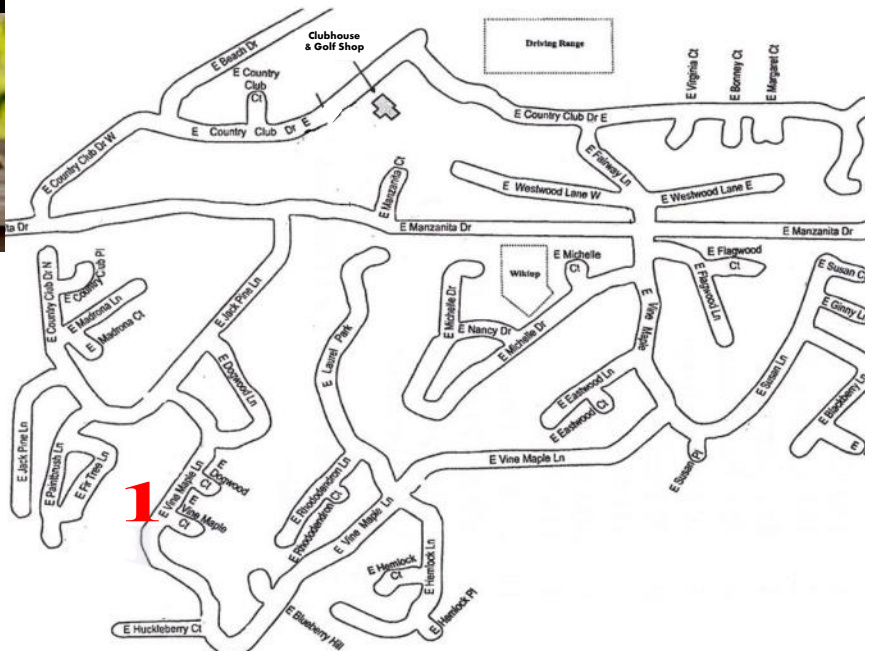 Clubhouse
& Golf Shop
Driving Range
E Beach Dr
E Country
Club
Ct
E Virginia Ct
E Bonney Ct
E Margaret Ct
E Country Club Dr E
E Country Club Dr E
E Country Club Dr W
E Fairway Ln
E Manzanita Ct
E Westwood Lane W
E Westwood Lane E
ita Dr
E Manzanita Dr
E Manzanita Dr
E Country Club Dr N
E Country Cub Pl
E Madrona Ln
E Madrona Ct
E Jack Pine Ln
E Laurel Park
E Michelle Dr
E Nancy Dr
E Michelle Dr
Wikiup
E Michelle
Ct
E Vine Maple
E Flagwood
Ct
E Flagwood Ln
E Susan C
E Ginny Ln
E Susan Ln
E Blackberry
E
E Dogwood Ln
E Eastwood Ln
E Eastwood Ct
E Jack Pine Ln
E Paintbrush Ln
E Fir Tree Ln
1
E Vine Maple Ln
E
Dogwood
Ct
E
Vine Maple
Ct
E Rhododendron Ln
E Rhododendron Ct
E Vine Maple Ln
E Vine Maple Ln
E Susan Pl
E Hemlock
Ct
E Hemlock Ln
E Hemlock Pl
E Huckleberry Ct
E Blueberry Hill